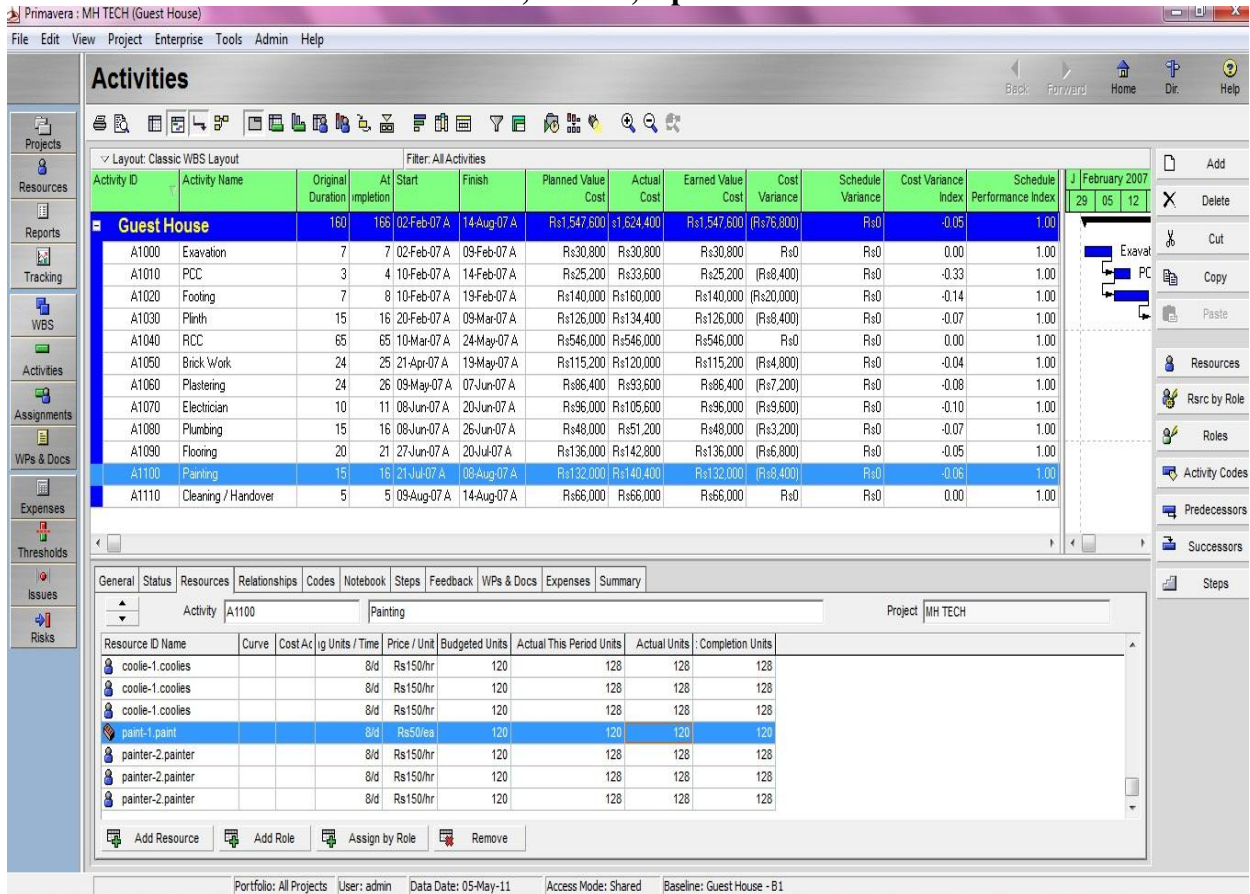 Primavera : MH TECH (Guest House)
File Edit View Project Enterprise Tools Admin Help
Activities
Back Forward Home Dir. Help
Projects
Resources
Reports
Tracking
WBS
Activities
Assignments
WPs & Docs
Expenses
Thresholds
Issues
Risks
Layout: Classic WBS Layout Filter: All Activities
Activity ID Activity Name Original Duration At ompletion Start Finish Planned Value Cost Actual Cost Earned Value Cost Cost Variance Schedule Variance Cost Variance Index Schedule Performance Index J February 2007
29 05 12
Guest House 160 166 02-Feb-07 A 14-Aug-07 A Rs1,547,600 s1,624,400 Rs1,547,600 (Rs76,800) Rs0 -0.05 1.00
A1000 Exavation 7 7 02-Feb-07 A 09-Feb-07 A Rs30,800 Rs30,800 Rs30,800 Rs0 Rs0 0.00 1.00 Exavat
A1010 PCC 3 4 10-Feb-07 A 14-Feb-07 A Rs25,200 Rs33,600 Rs25,200 (Rs8,400) Rs0 -0.33 1.00 PC
A1020 Footing 7 8 10-Feb-07 A 19-Feb-07 A Rs140,000 Rs160,000 Rs140,000 (Rs20,000) Rs0 -0.14 1.00
A1030 Plinth 15 16 20-Feb-07 A 09-Mar-07 A Rs126,000 Rs134,400 Rs126,000 (Rs8,400) Rs0 -0.07 1.00
A1040 RCC 65 65 10-Mar-07 A 24-May-07 A Rs546,000 Rs546,000 Rs546,000 Rs0 Rs0 0.00 1.00
A1050 Brick Work 24 25 21-Apr-07 A 19-May-07 A Rs115,200 Rs120,000 Rs115,200 (Rs4,800) Rs0 -0.04 1.00
A1060 Plastering 24 26 09-May-07 A 07-Jun-07 A Rs86,400 Rs93,600 Rs86,400 (Rs7,200) Rs0 -0.08 1.00
A1070 Electrician 10 11 08-Jun-07 A 20-Jun-07 A Rs96,000 Rs105,600 Rs96,000 (Rs9,600) Rs0 -0.10 1.00
A1080 Plumbing 15 16 08-Jun-07 A 26-Jun-07 A Rs48,000 Rs51,200 Rs48,000 (Rs3,200) Rs0 -0.07 1.00
A1090 Flooring 20 21 27-Jun-07 A 20-Jul-07 A Rs136,000 Rs142,800 Rs136,000 (Rs6,800) Rs0 -0.05 1.00
A1100 Painting 15 16 21-Jul-07 A 08-Aug-07 A Rs132,000 Rs140,400 Rs132,000 (Rs8,400) Rs0 -0.06 1.00
A1110 Cleaning / Handover 5 5 09-Aug-07 A 14-Aug-07 A Rs66,000 Rs66,000 Rs66,000 Rs0 Rs0 0.00 1.00
Add
Delete
Cut
Copy
Paste
Resources
Rsrc by Role
Roles
Activity Codes
Predecessors
Successors
Steps
General Status Resources Relationships Codes Notebook Steps Feedback WPs & Docs Expenses Summary
Activity A1100 Painting Project MH TECH
Resource ID Name Curve Cost Ac ig Units / Time Price / Unit Budgeted Units Actual This Period Units Actual Units : Completion Units
coolie-1.coolies 8/d Rs150/hr 120 128 128 128
coolie-1.coolies 8/d Rs150/hr 120 128 128 128
coolie-1.coolies 8/d Rs150/hr 120 128 128 128
paint-1.paint 8/d Rs50/ea 120 120 120 120
painter-2.painter 8/d Rs150/hr 120 128 128 128
painter-2.painter 8/d Rs150/hr 120 128 128 128
painter-2.painter 8/d Rs150/hr 120 128 128 128
Add Resource Add Role Assign by Role Remove
Portfolio: All Projects User: admin Data Date: 05-May-11 Access Mode: Shared Baseline: Guest House - B1